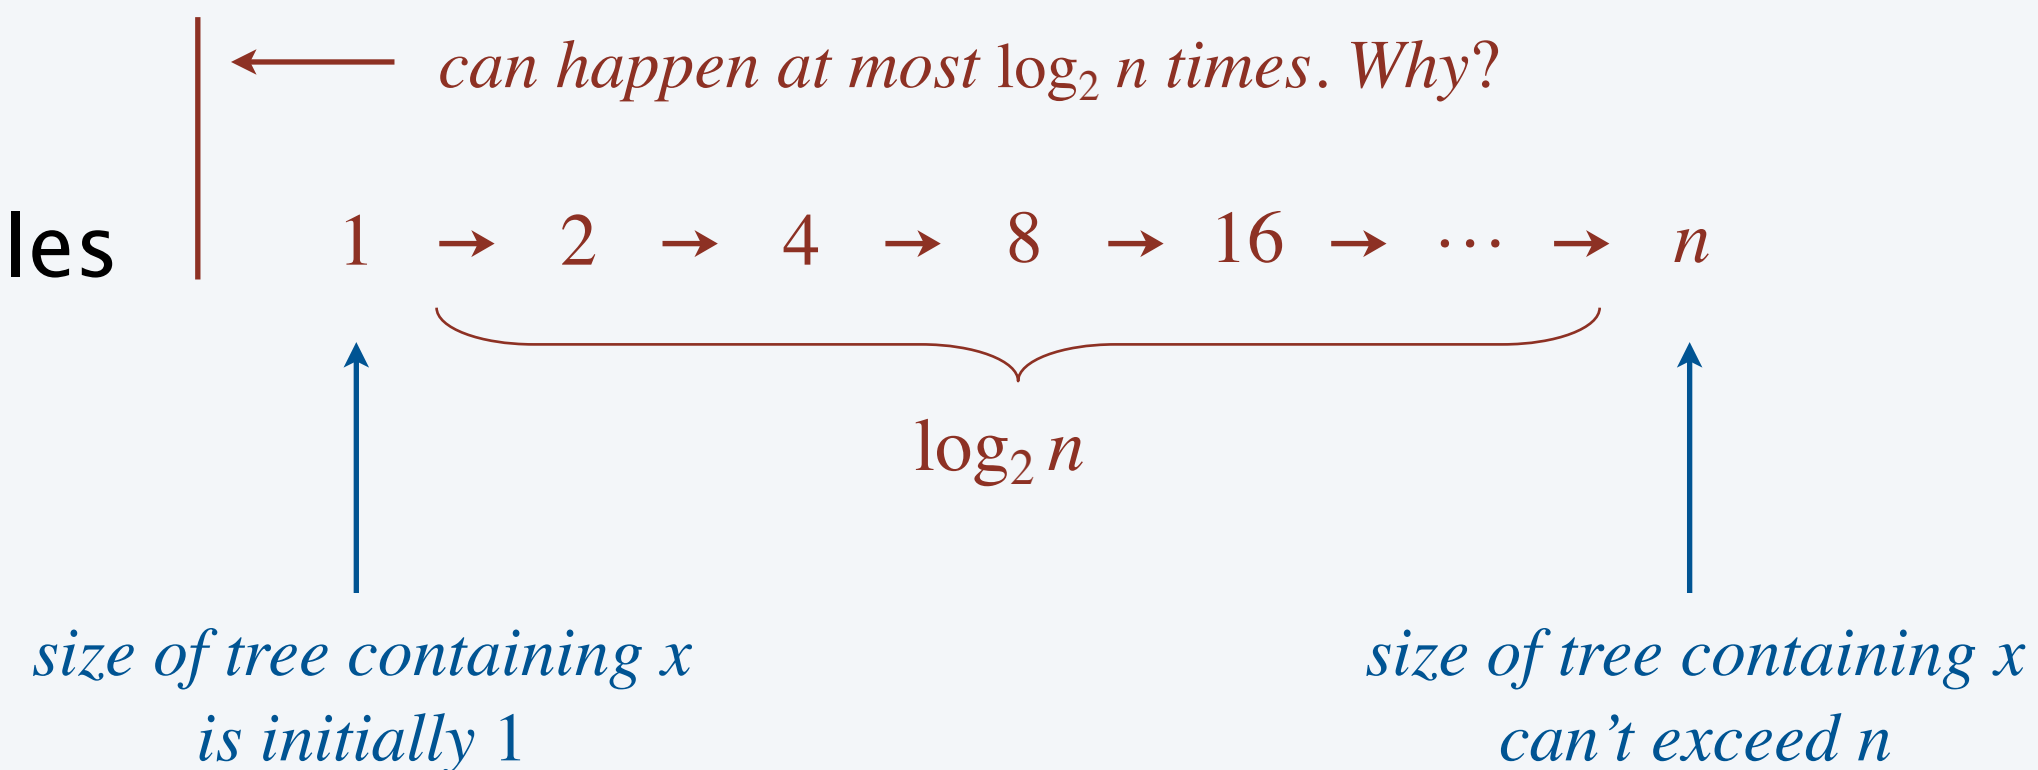 can happen at most log₂ n times. Why?
les 1 → 2 → 4 → 8 → 16 → ⋯ → n
log₂ n
size of tree containing x
is initially 1
size of tree containing x
can’t exceed n